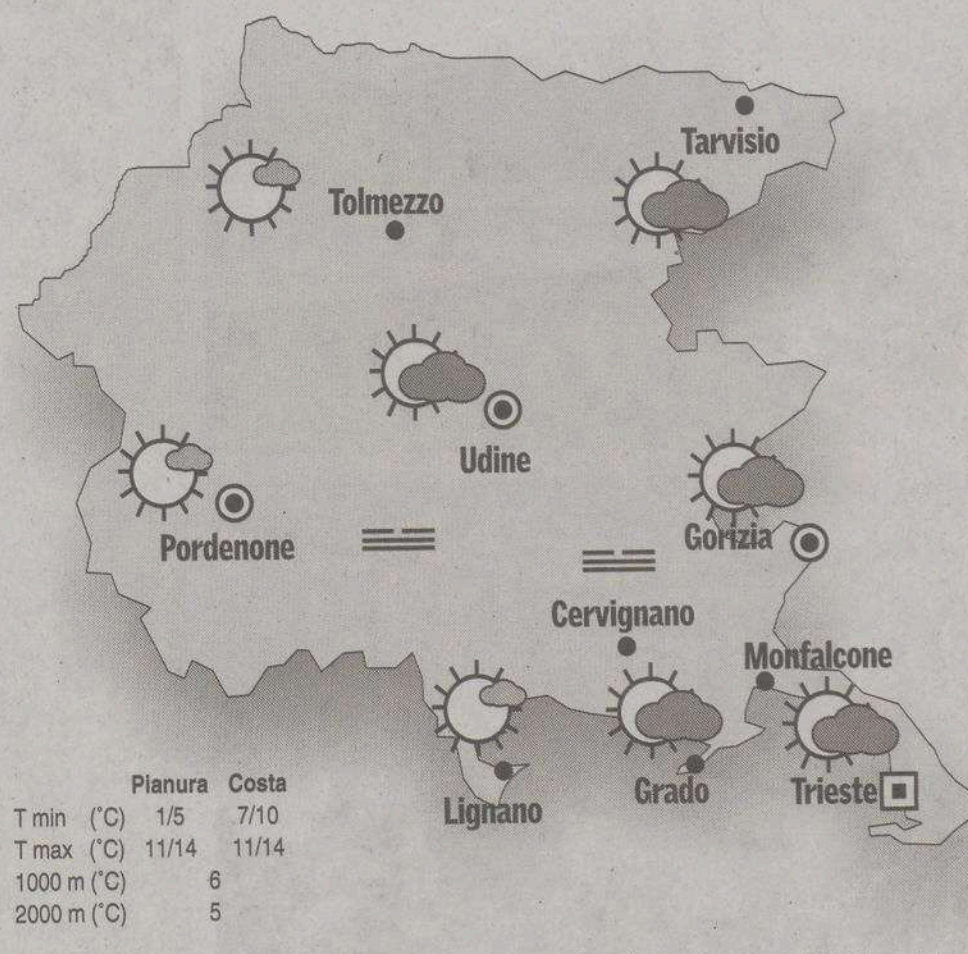 Tarvisio
Tolmezzo
Udine
Pordenone
Gorizia
Cervignano
Monfalcone
Lignano
Grado
Trieste
Pianura Costa
T min (°C) 1/5 7/10
T max (°C) 11/14 11/14
1000 m (°C) 6
2000 m (°C) 5